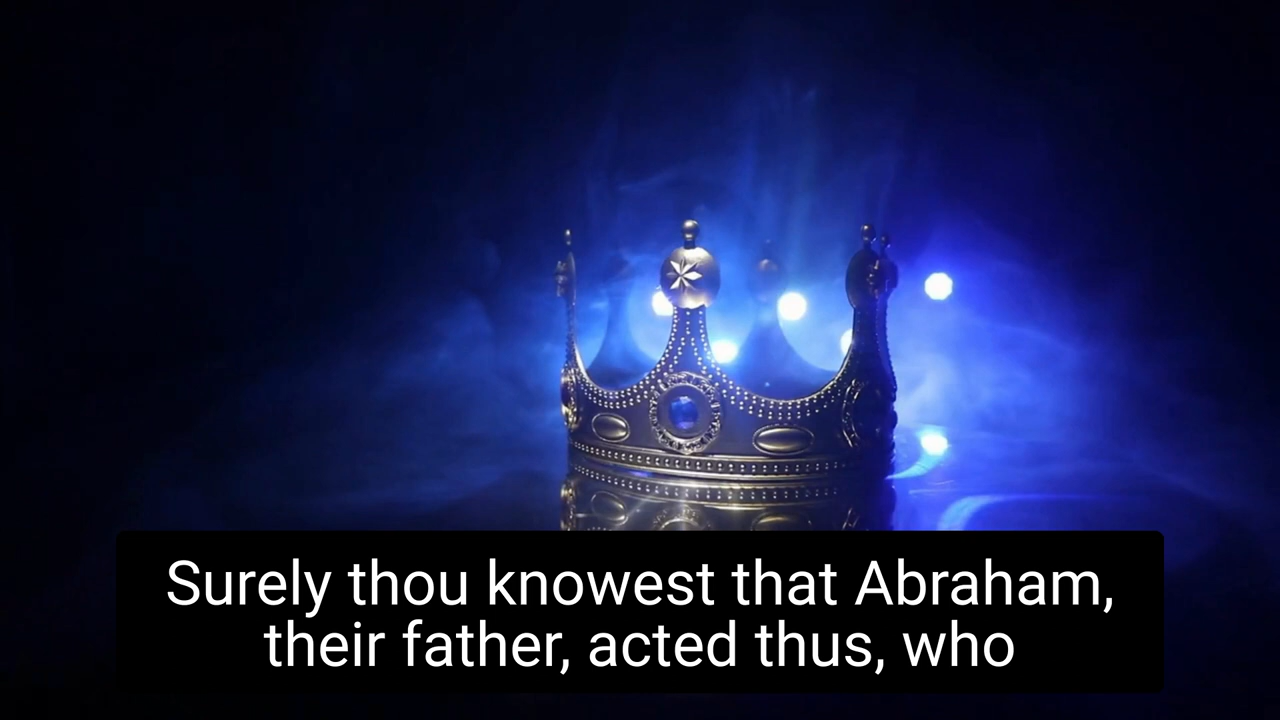 Surely thou knowest that Abraham,
their father, acted thus, who